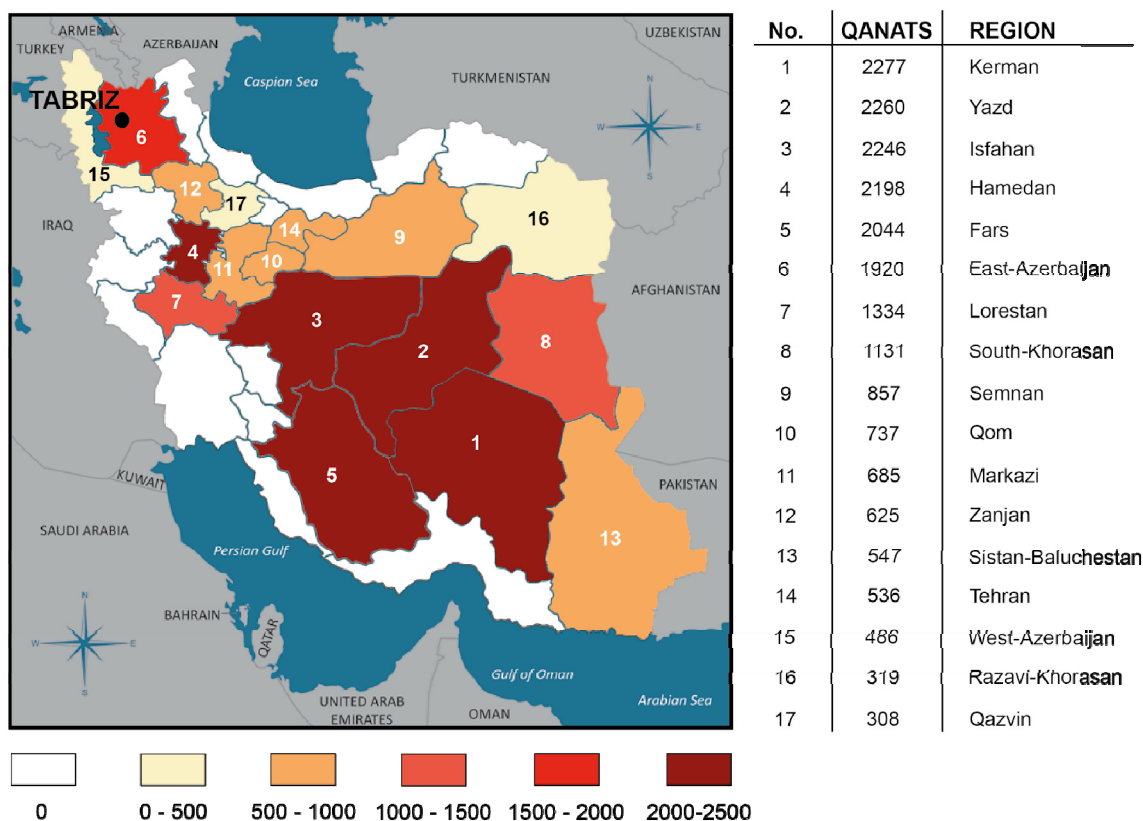 ARMENIA
TURKEY
AZERBAIJAN
UZBEKISTAN
Caspian Sea
TURKMENISTAN
N
W
E
S
TABRIZ
6
15
12
17
16
IRAQ
4
14
9
11
10
7
AFGHANISTAN
3
2
8
1
5
KUWAIT
PAKISTAN
SAUDI ARABIA
13
Persian Gulf
N
W
E
S
BAHRAIN
QATAR
Gulf of Oman
UNITED ARAB
EMIRATES
OMAN
Arabian Sea
0
0 - 500
500 - 1000
1000 - 1500
1500 - 2000
2000-2500
No. QANATS REGION
1 2277 Kerman
2 2260 Yazd
3 2246 Isfahan
4 2198 Hamedan
5 2044 Fars
6 1920 East-Azerbaijan
7 1334 Lorestan
8 1131 South-Khorasan
9 857 Semnan
10 737 Qom
11 685 Markazi
12 625 Zanjan
13 547 Sistan-Baluchestan
14 536 Tehran
15 486 West-Azerbaijan
16 319 Razavi-Khorasan
17 308 Qazvin